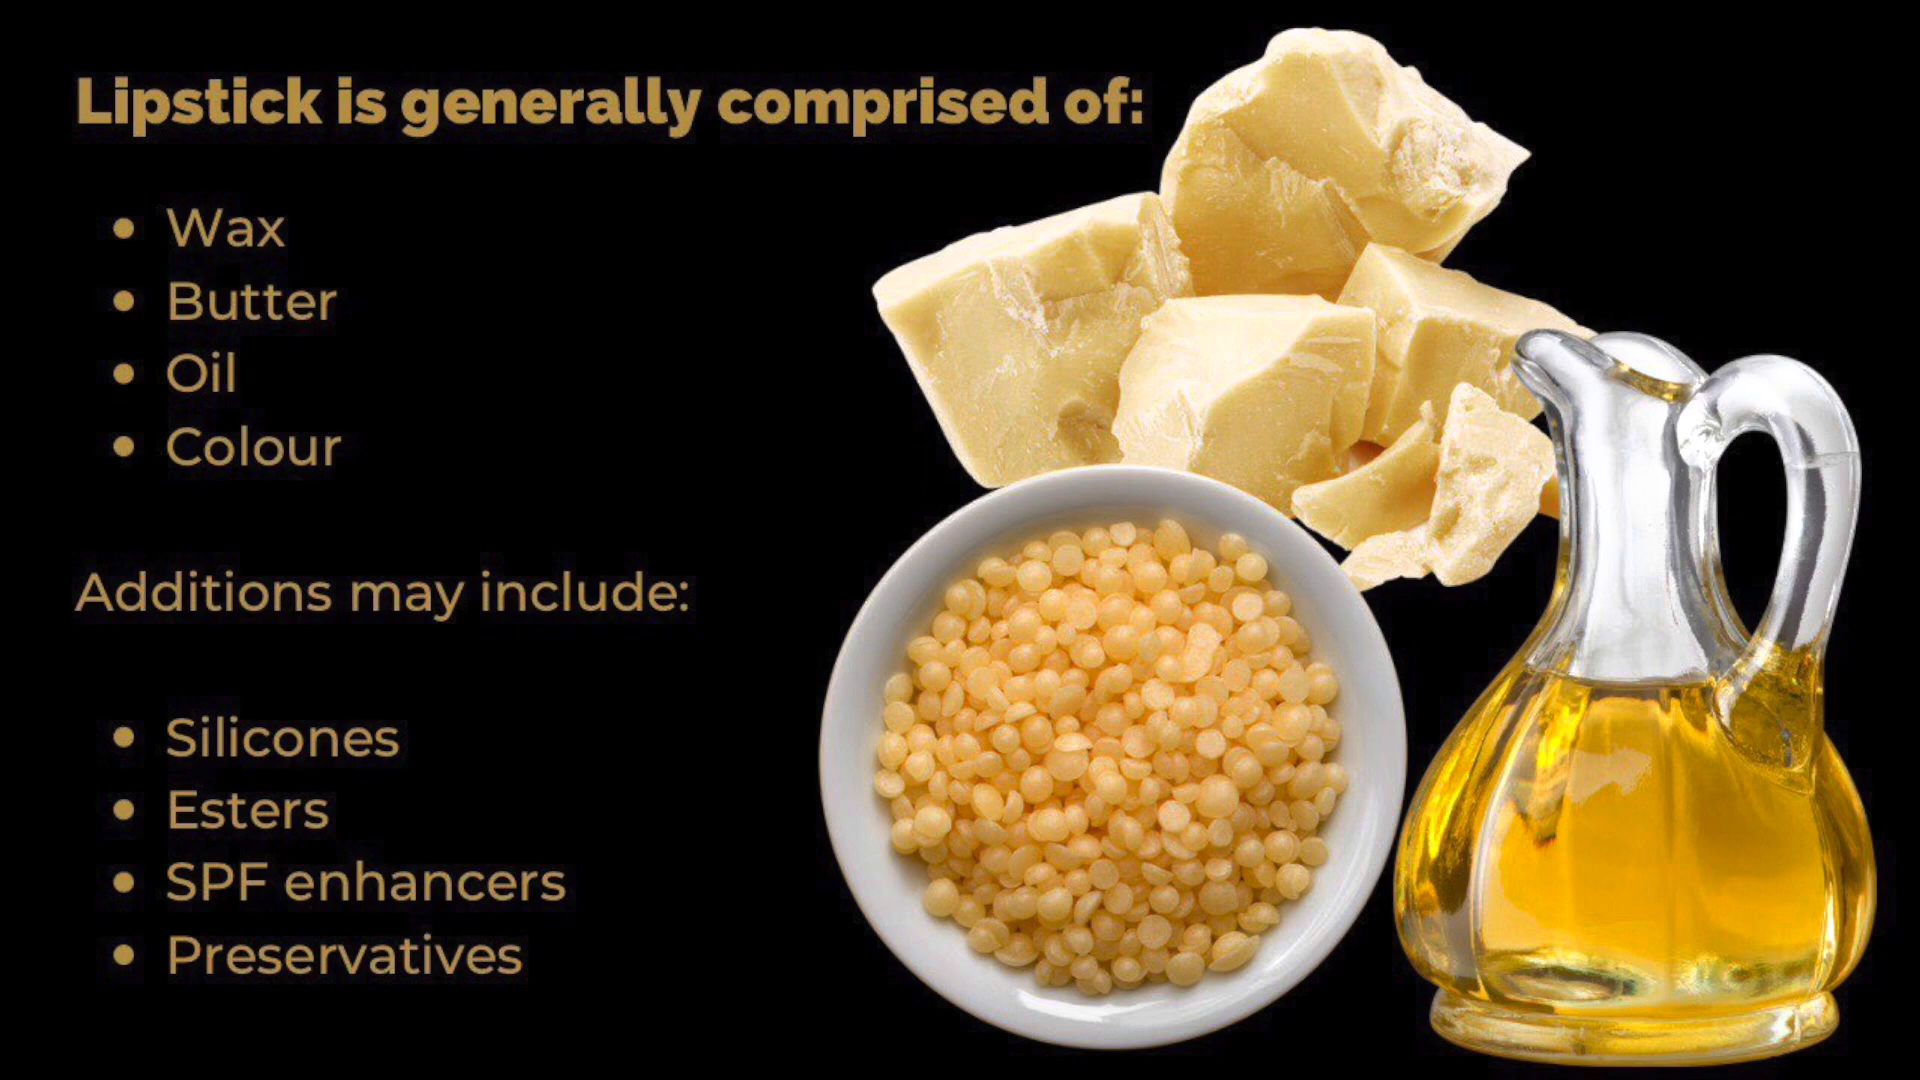 Lipstick is generally comprised of:
• Wax
• Butter
• Oil
• Colour
Additions may include:
• Silicones
• Esters
• SPF enhancers
• Preservatives